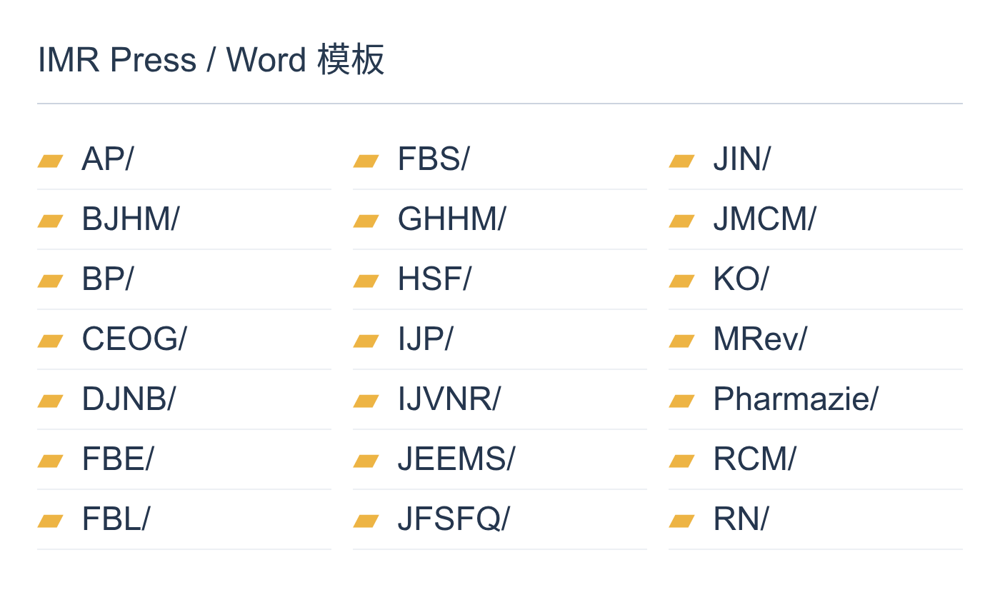 IMR Press / Word 模板
AP/
BJHM/
BP/
CEOG/
DJNB/
FBE/
FBL/
FBS/
GHHM/
HSF/
IJP/
IJVNR/
JEEMS/
JFSFQ/
JIN/
JMCM/
KO/
MRev/
Pharmazie/
RCM/
RN/